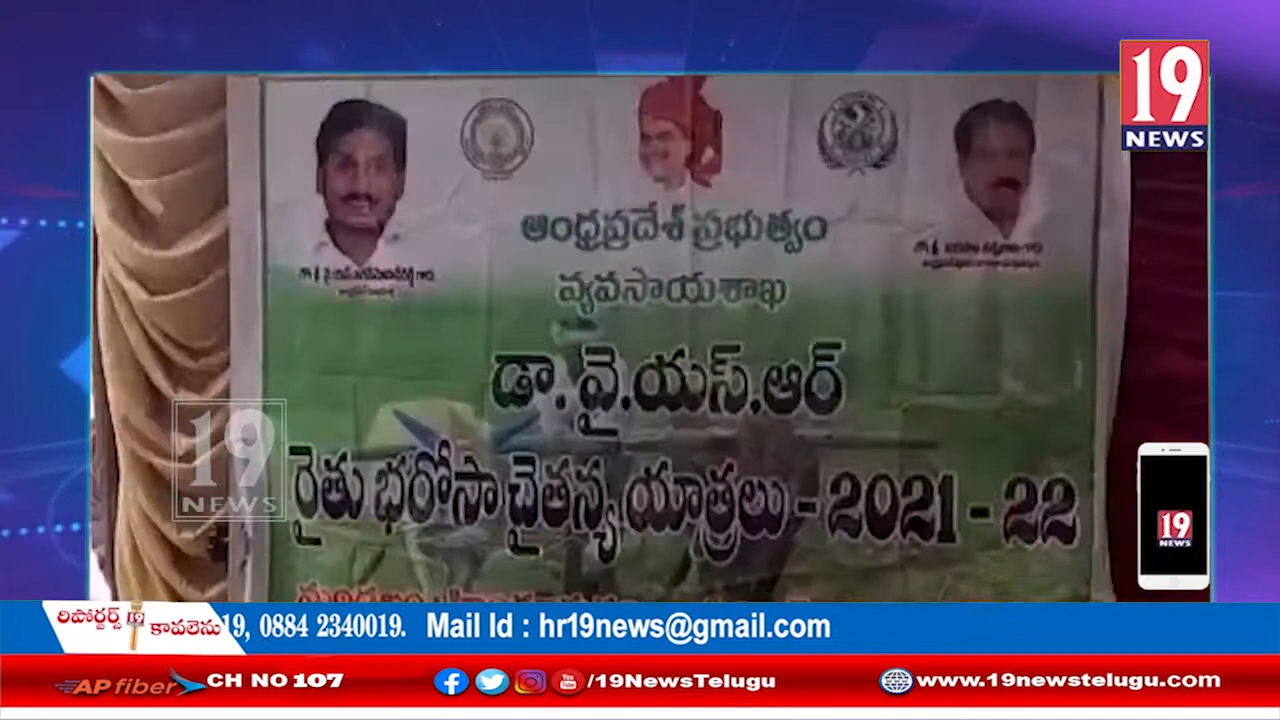 19
NEWS
ఆంధ్రప్రదేశ్ ప్రభుత్వం
వ్యవసాయశాఖ
డా. వై.యస్.ఆర్
రైతు భరోసా చైతన్య యాత్రలు - 2021 - 22
19
NEWS
19
NEWS
రిపోర్టర్స్ కావలెను
19, 0884 2340019. Mail Id : hr19news@gmail.com
AP fiber CH NO 107 /19NewsTelugu www.19newstelugu.com